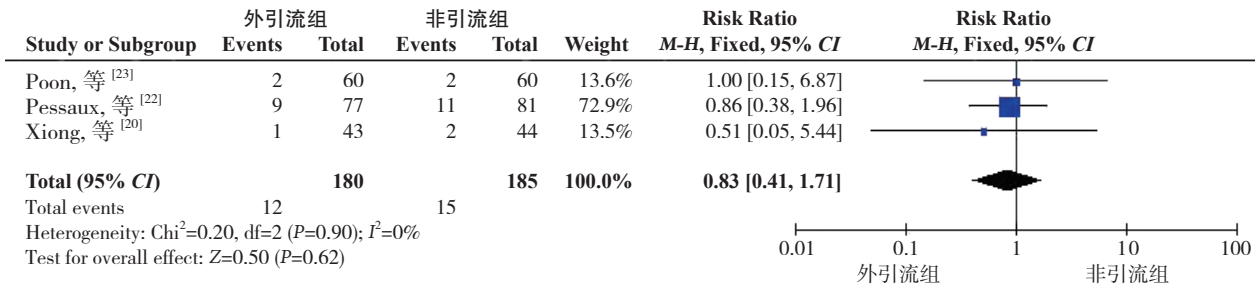 外引流组 非引流组 Risk Ratio Risk Ratio
Study or Subgroup Events Total Events Total Weight M-H, Fixed, 95% CI M-H, Fixed, 95% CI
Poon, 等 [23] 2 60 2 60 13.6% 1.00 [0.15, 6.87]
Pessaux, 等 [22] 9 77 11 81 72.9% 0.86 [0.38, 1.96]
Xiong, 等 [20] 1 43 2 44 13.5% 0.51 [0.05, 5.44]
Total (95% CI) 180 185 100.0% 0.83 [0.41, 1.71]
Total events 12 15
Heterogeneity: Chi²=0.20, df=2 (P=0.90); I²=0%
Test for overall effect: Z=0.50 (P=0.62)
0.01 0.1 1 10 100
外引流组 非引流组